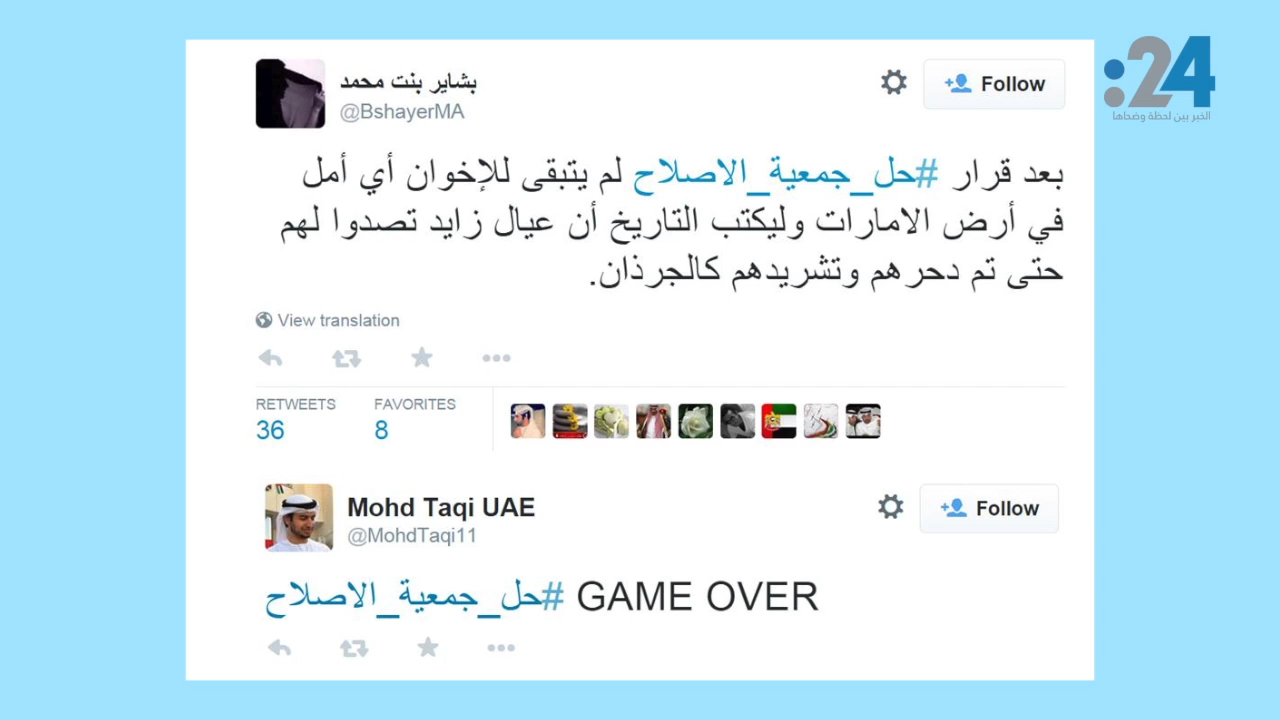 :24
الخبر بين لحظة وضحاها
بشاير بنت محمد
@BshayerMA
Follow
بعد قرار #حل_جمعية_الاصلاح لم يتبقى للإخوان أي أمل
في أرض الامارات وليكتب التاريخ أن عيال زايد تصدوا لهم
حتى تم دحرهم وتشريدهم كالجرذان.
View translation
RETWEETS FAVORITES
36 8
Mohd Taqi UAE
@MohdTaqi11
Follow
#حل_جمعية_الاصلاح GAME OVER